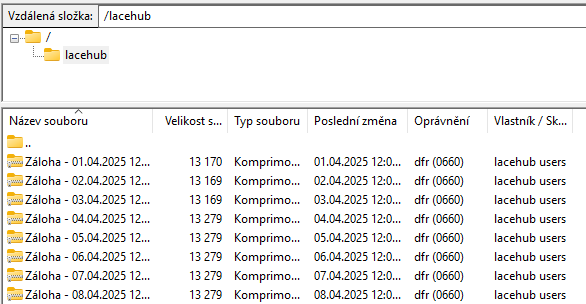 Vzdálená složka: /lacehub
/
lacehub
Název souboru Velikost s... Typ souboru Poslední změna Oprávnění Vlastník / Sk...
..
Záloha - 01.04.2025 12... 13 170 Komprimo... 01.04.2025 12:0... dfr (0660) lacehub users
Záloha - 02.04.2025 12... 13 169 Komprimo... 02.04.2025 12:0... dfr (0660) lacehub users
Záloha - 03.04.2025 12... 13 169 Komprimo... 03.04.2025 12:0... dfr (0660) lacehub users
Záloha - 04.04.2025 12... 13 279 Komprimo... 04.04.2025 12:0... dfr (0660) lacehub users
Záloha - 05.04.2025 12... 13 279 Komprimo... 05.04.2025 12:0... dfr (0660) lacehub users
Záloha - 06.04.2025 12... 13 279 Komprimo... 06.04.2025 12:0... dfr (0660) lacehub users
Záloha - 07.04.2025 12... 13 279 Komprimo... 07.04.2025 12:0... dfr (0660) lacehub users
Záloha - 08.04.2025 12... 13 279 Komprimo... 08.04.2025 12:0... dfr (0660) lacehub users